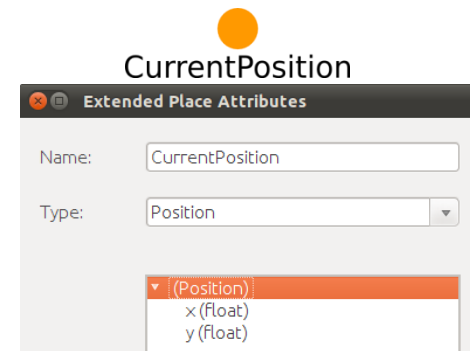 CurrentPosition
Extended Place Attributes
Name: CurrentPosition
Type: Position
(Position)
x (float)
y (float)